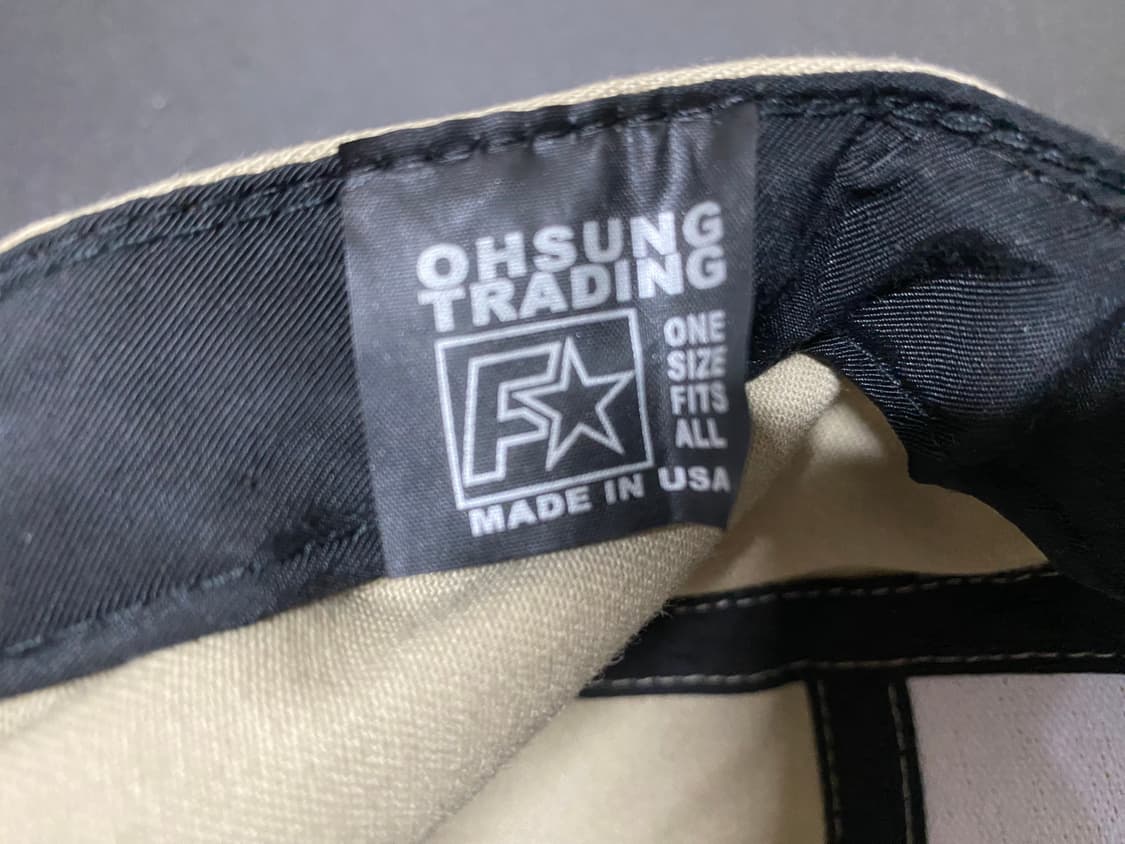 OHSUNG
TRADING
F
ONE
SIZE
FITS
ALL
MADE IN USA